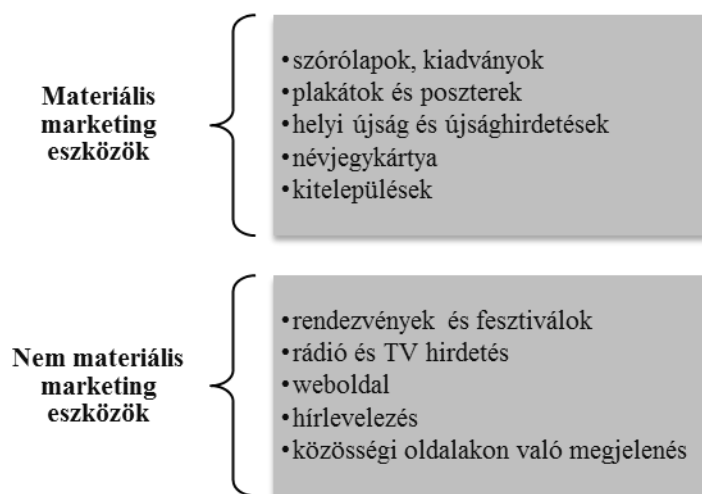 Materiális
marketing
eszközök
•szórólapok, kiadványok
•plakátok és poszterek
•helyi újság és újsághirdetések
•névjegykártya
•kitelepülések
Nem materiális
marketing
eszközök
•rendezvények és fesztiválok
•rádió és TV hirdetés
•weboldal
•hírlevelezés
•közösségi oldalakon való megjelenés